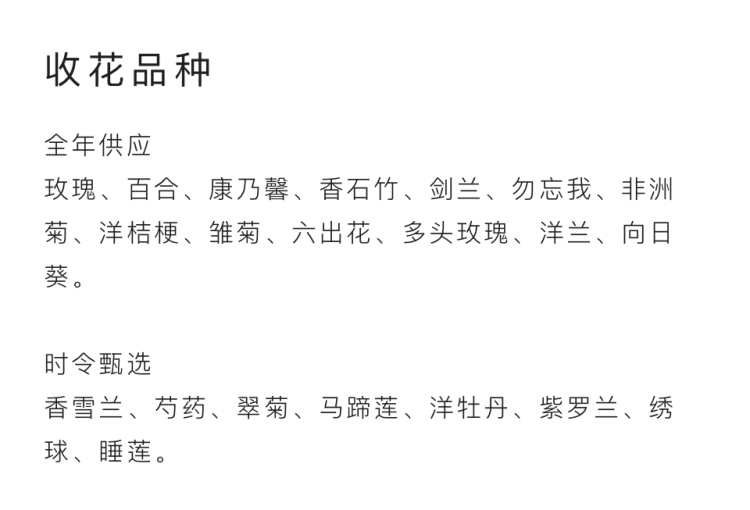 收花品种
全年供应
玫瑰、百合、康乃馨、香石竹、剑兰、勿忘我、非洲
菊、洋桔梗、雏菊、六出花、多头玫瑰、洋兰、向日
葵。
时令甄选
香雪兰、芍药、翠菊、马蹄莲、洋牡丹、紫罗兰、绣
球、睡莲。